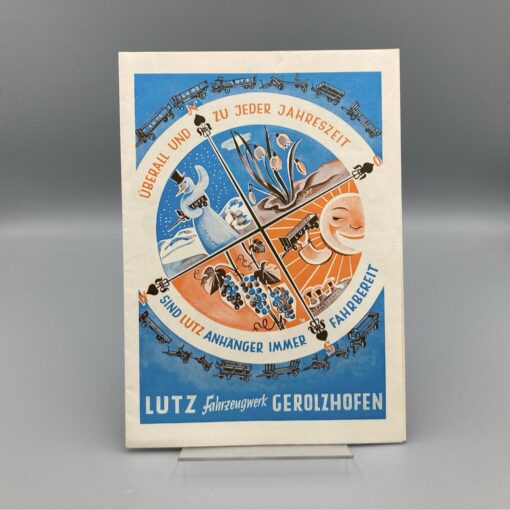 ÜBERALL UND ZU JEDER JAHRESZEIT
SIND LUTZ ANHÄNGER IMMER FAHRBEREIT
N
O
S
W
LUTZ Fahrzeugwerk GEROLZHOFEN